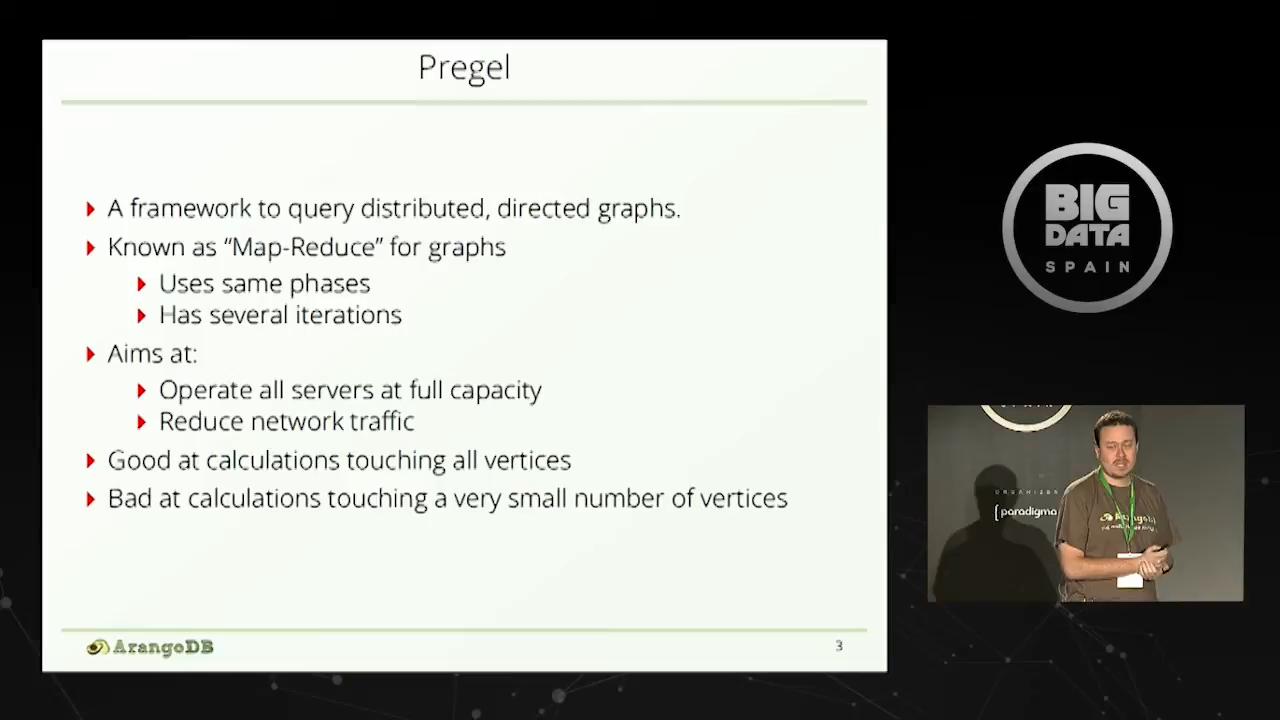 Pregel
A framework to query distributed, directed graphs.
Known as “Map-Reduce” for graphs
Uses same phases
Has several iterations
Aims at:
Operate all servers at full capacity
Reduce network traffic
Good at calculations touching all vertices
Bad at calculations touching a very small number of vertices
ArangoDB
3
BIG
DATA
SPAIN
SPAIN
[paradigma
ArangoDB